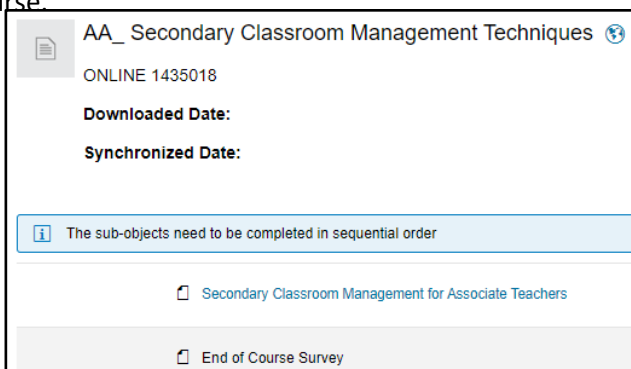 AA_ Secondary Classroom Management Techniques
ONLINE 1435018
Downloaded Date:
Synchronized Date:
The sub-objects need to be completed in sequential order
Secondary Classroom Management for Associate Teachers
End of Course Survey